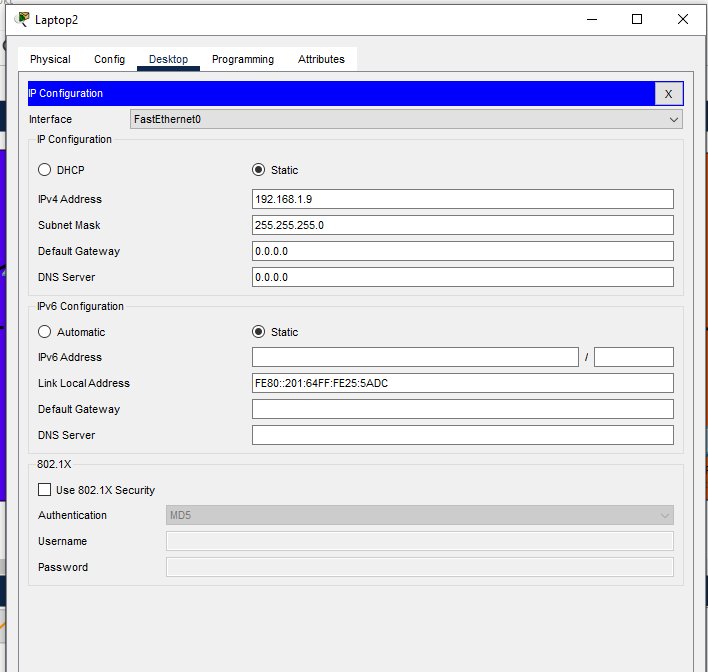 Laptop2
Physical Config Desktop Programming Attributes
IP Configuration X
Interface FastEthernet0
IP Configuration
DHCP Static
IPv4 Address 192.168.1.9
Subnet Mask 255.255.255.0
Default Gateway 0.0.0.0
DNS Server 0.0.0.0
IPv6 Configuration
Automatic Static
IPv6 Address /
Link Local Address FE80::201:64FF:FE25:5ADC
Default Gateway
DNS Server
802.1X
Use 802.1X Security
Authentication MD5
Username
Password